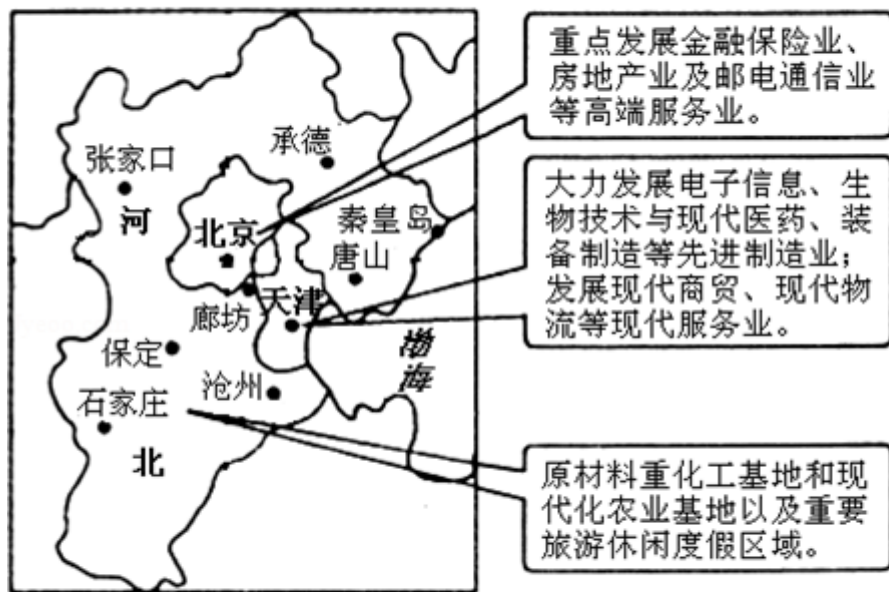 重点发展金融保险业、
房地产业及邮电通信业
等高端服务业。
大力发展电子信息、生
物技术与现代医药、装
备制造等先进制造业；
发展现代商贸、现代物
流等现代服务业。
原材料重化工基地和现
代化农业基地以及重要
旅游休闲度假区域。
承德
张家口
河
秦皇岛
北京
唐山
天津
廊坊
渤海
保定
沧州
石家庄
北